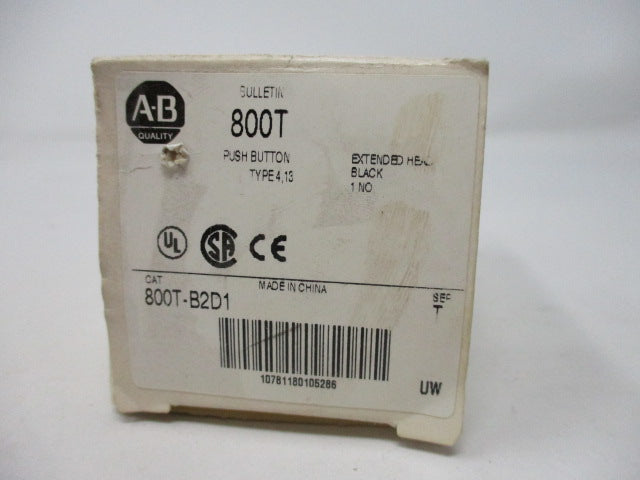 A-B
QUALITY
BULLETIN
800T
PUSH BUTTON
TYPE 4,13
EXTENDED HEAD
BLACK
1 NO
UL
SA
CE
CAT
800T-B2D1
MADE IN CHINA
SER
T
10781180105286
UW